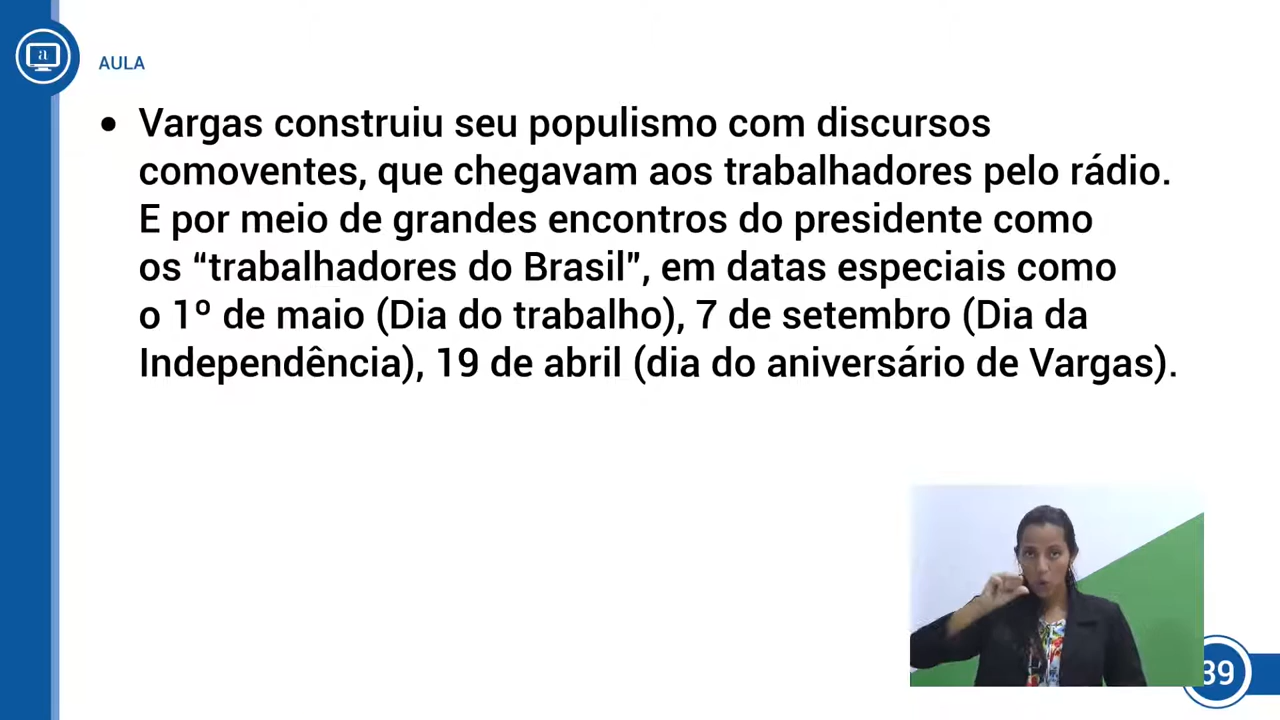 AULA
• Vargas construiu seu populismo com discursos
comoventes, que chegavam aos trabalhadores pelo rádio.
E por meio de grandes encontros do presidente como
os “trabalhadores do Brasil”, em datas especiais como
o 1º de maio (Dia do trabalho), 7 de setembro (Dia da
Independência), 19 de abril (dia do aniversário de Vargas).
39